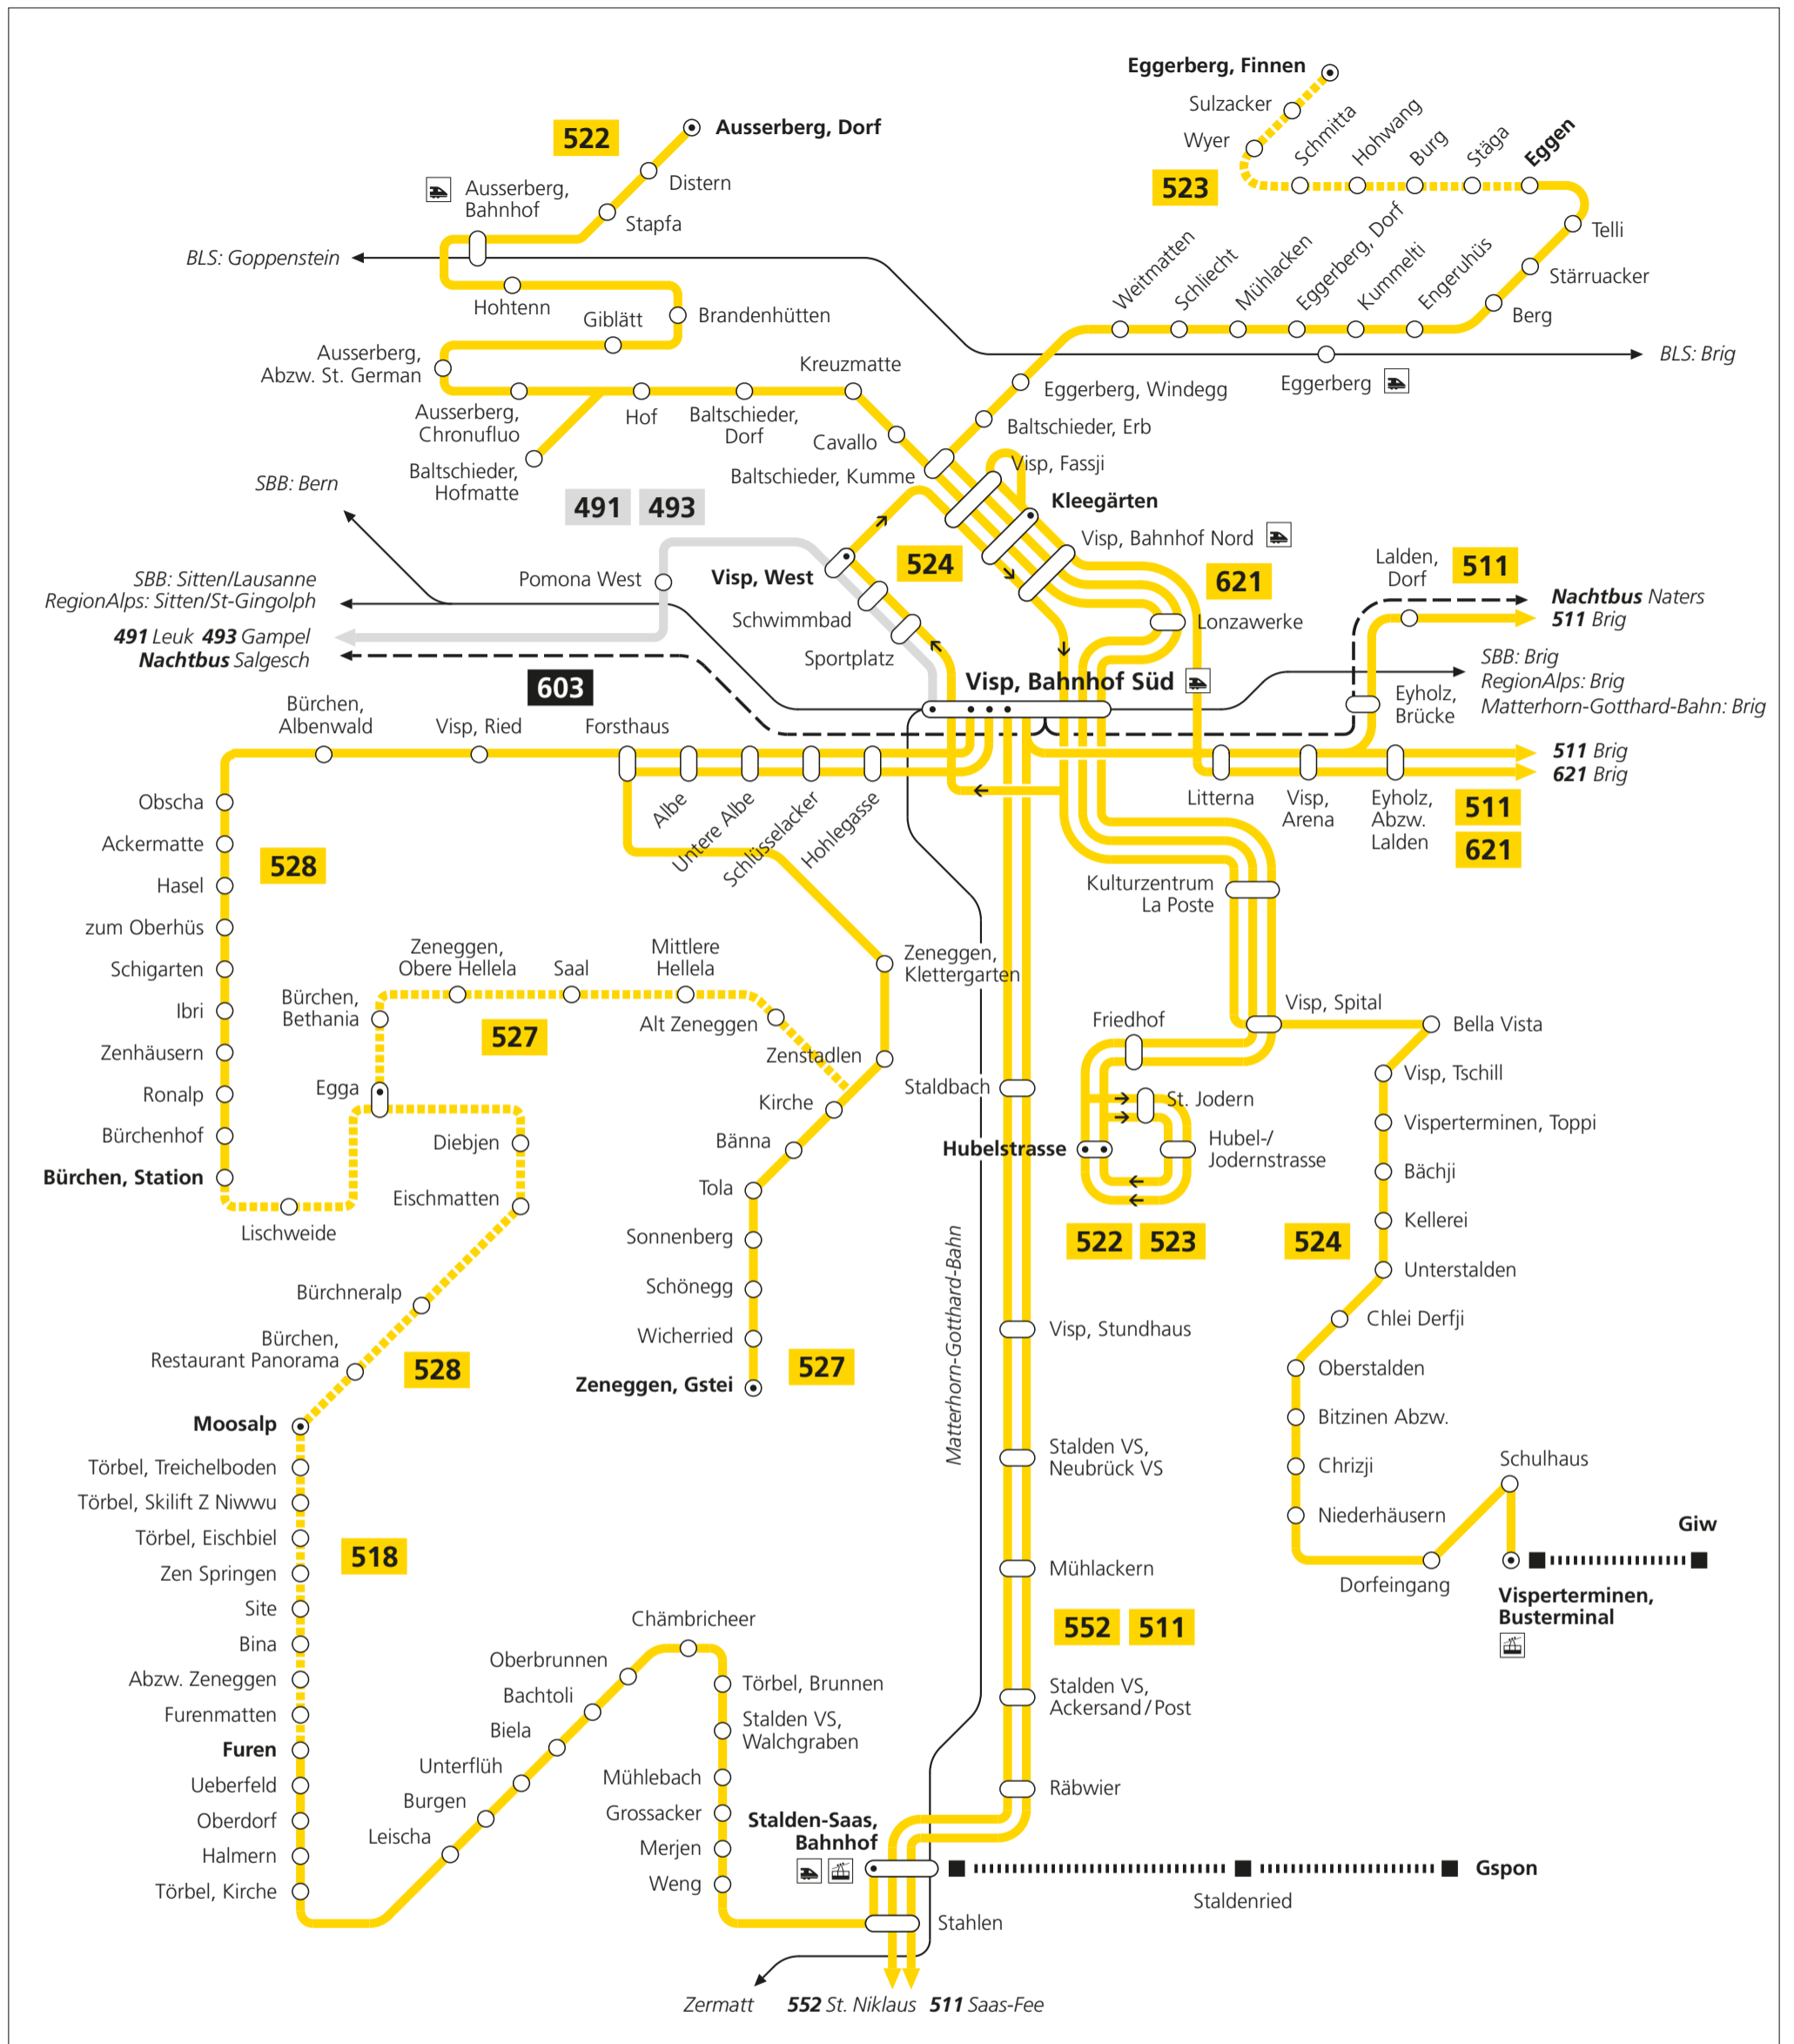 Eggerberg, Finnen
Sulzacker
Wyer
Schmitta
Hohwang
Burg
Stäga
Eggen
523
522
Ausserberg, Dorf
Distern
Stapfa
Ausserberg,
Bahnhof
BLS: Goppenstein
Hohtenn
Giblätt
Brandenhütten
Ausserberg,
Abzw. St. German
Kreuzmatte
Ausserberg,
Chronufluo
Hof
Baltschieder,
Dorf
Cavallo
Baltschieder,
Hofmatte
Baltschieder, Kumme
Telli
Stärruacker
Berg
Weitmatten
Schliecht
Mühlacken
Eggerberg, Dorf
Kummelti
Engeruhüs
BLS: Brig
Eggerberg
Eggerberg, Windegg
Baltschieder, Erb
Visp, Fassji
Kleegärten
Visp, Bahnhof Nord
SBB: Bern
491
493
524
621
Visp, West
Pomona West
Schwimmbad
Sportplatz
SBB: Sitten/Lausanne
RegionAlps: Sitten/St-Gingolph
491 Leuk 493 Gampel
Nachtbus Salgesch
603
Lonzawerke
Lalden,
Dorf
511
Nachtbus Naters
511 Brig
SBB: Brig
RegionAlps: Brig
Matterhorn-Gotthard-Bahn: Brig
Eyholz,
Brücke
Visp, Bahnhof Süd
511 Brig
621 Brig
Litterna
Visp,
Arena
Eyholz,
Abzw.
Lalden
511
621
Bürchen,
Albenwald
Visp, Ried
Forsthaus
Albe
Untere Albe
Schlüsselacker
Hohlegasse
Obscha
Ackermatte
Hasel
zum Oberhüs
Schigarten
Ibri
Zenhäusern
Ronalp
Bürchenhof
Bürchen, Station
528
Lischweide
Egga
Bürchen,
Bethania
Zeneggen,
Obere Hellela
Saal
Mittlere
Hellela
Alt Zeneggen
527
Zeneggen,
Klettergarten
Zenstadlen
Kirche
Bänna
Tola
Sonnenberg
Schönegg
Wicherried
Zeneggen, Gstei
527
Diebjen
Eischmatten
Bürchneralp
Bürchen,
Restaurant Panorama
528
Moosalp
Törbel, Treichelboden
Törbel, Skilift Z Niwwu
Törbel, Eischbiel
Zen Springen
Site
Bina
Abzw. Zeneggen
Furenmatten
Furen
Ueberfeld
Oberdorf
Halmern
Törbel, Kirche
518
Leischa
Burgen
Unterflüh
Biela
Bachtoli
Oberbrunnen
Chämbricheer
Törbel, Brunnen
Stalden VS,
Walchgraben
Mühlebach
Grossacker
Merjen
Weng
Kulturzentrum
La Poste
Visp, Spital
Friedhof
St. Jodern
Hubelstrasse
Hubel-/
Jodernstrasse
522
523
Bella Vista
Visp, Tschill
Visperterminen, Toppi
Bächji
Kellerei
Unterstalden
524
Chlei Derfji
Oberstalden
Bitzinen Abzw.
Chrizji
Niederhäusern
Dorfeingang
Schulhaus
Giw
Visperterminen,
Busterminal
Matterhorn-Gotthard-Bahn
Staldbach
Visp, Stundhaus
Stalden VS,
Neubrück VS
Mühlackern
552
511
Stalden VS,
Ackersand / Post
Räbwier
Stalden-Saas,
Bahnhof
Staldenried
Gspon
Stahlen
Zermatt
552 St. Niklaus
511 Saas-Fee